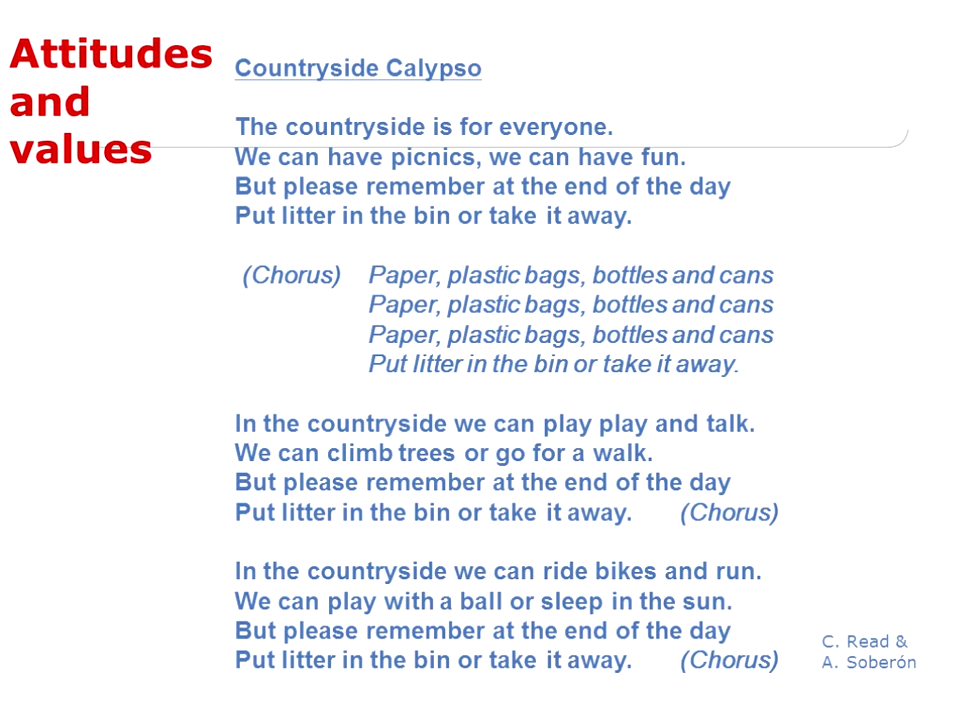 Attitudes
and
values
Countryside Calypso
The countryside is for everyone.
We can have picnics, we can have fun.
But please remember at the end of the day
Put litter in the bin or take it away.
(Chorus) Paper, plastic bags, bottles and cans
Paper, plastic bags, bottles and cans
Paper, plastic bags, bottles and cans
Put litter in the bin or take it away.
In the countryside we can play play and talk.
We can climb trees or go for a walk.
But please remember at the end of the day
Put litter in the bin or take it away. (Chorus)
In the countryside we can ride bikes and run.
We can play with a ball or sleep in the sun.
But please remember at the end of the day
Put litter in the bin or take it away. (Chorus)
C. Read &
A. Soberón